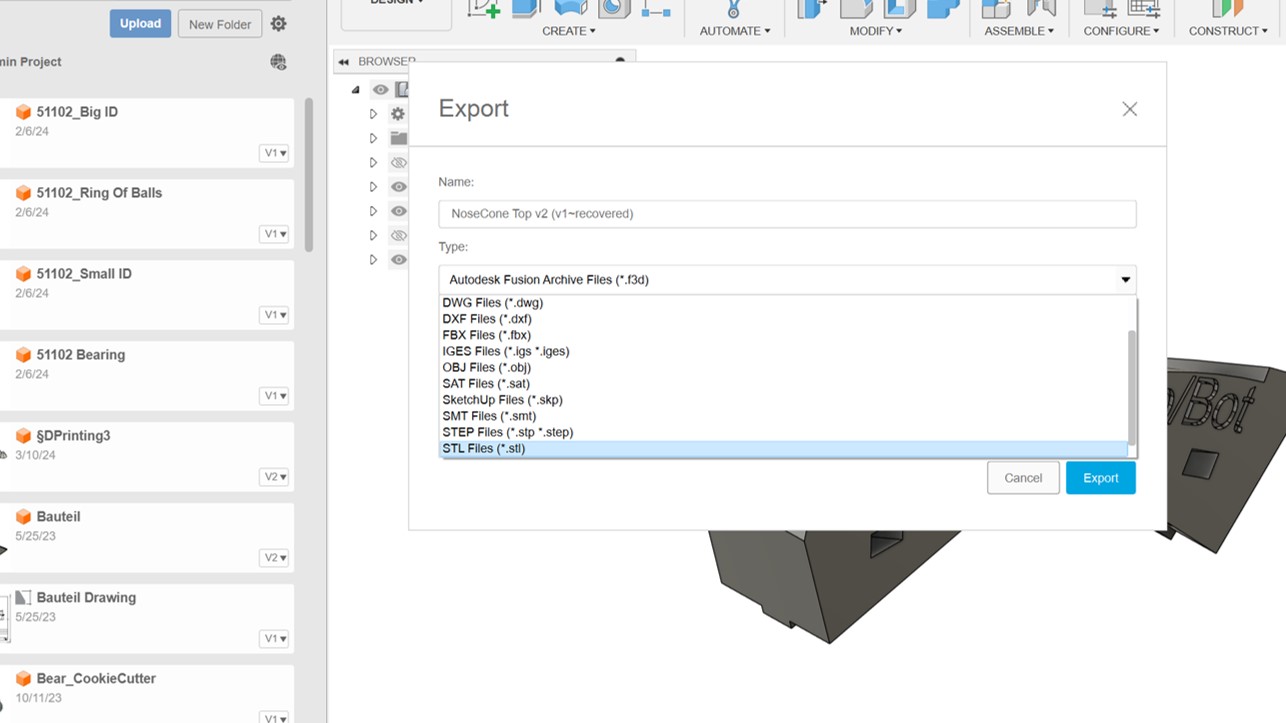 Upload
New Folder
min Project
51102_Big ID
2/6/24
V1
51102_Ring Of Balls
2/6/24
V1
51102_Small ID
2/6/24
V1
51102 Bearing
2/6/24
V1
§DPrinting3
3/10/24
V2
Bauteil
5/25/23
V2
Bauteil Drawing
5/25/23
V1
Bear_CookieCutter
10/11/23
V1
DESIGN
CREATE
AUTOMATE
MODIFY
ASSEMBLE
CONFIGURE
CONSTRUCT
BROWSER
Export
Name:
NoseCone Top v2 (v1~recovered)
Type:
Autodesk Fusion Archive Files (*.f3d)
DWG Files (*.dwg)
DXF Files (*.dxf)
FBX Files (*.fbx)
IGES Files (*.igs *.iges)
OBJ Files (*.obj)
SAT Files (*.sat)
SketchUp Files (*.skp)
SMT Files (*.smt)
STEP Files (*.stp *.step)
STL Files (*.stl)
Cancel
Export
/Bot